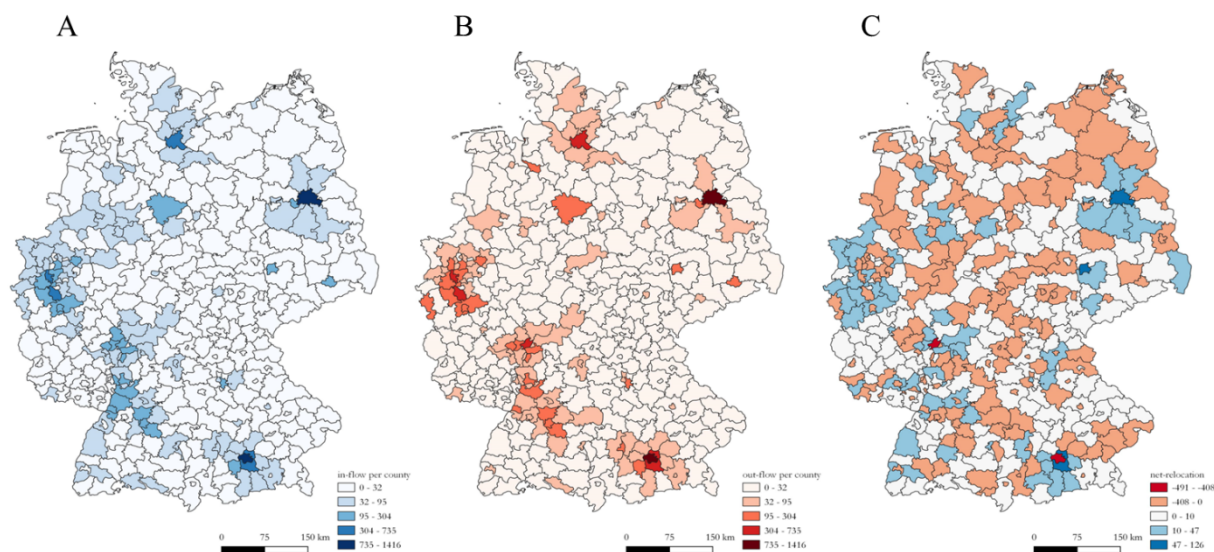 A
B
C
in-flow per county
0 - 32
32 - 95
95 - 304
304 - 735
735 - 1416
0 75 150 km
out-flow per county
0 - 32
32 - 95
95 - 304
304 - 735
735 - 1416
0 75 150 km
net-relocation
-491 - -408
-408 - 0
0 - 10
10 - 47
47 - 126
0 75 150 km